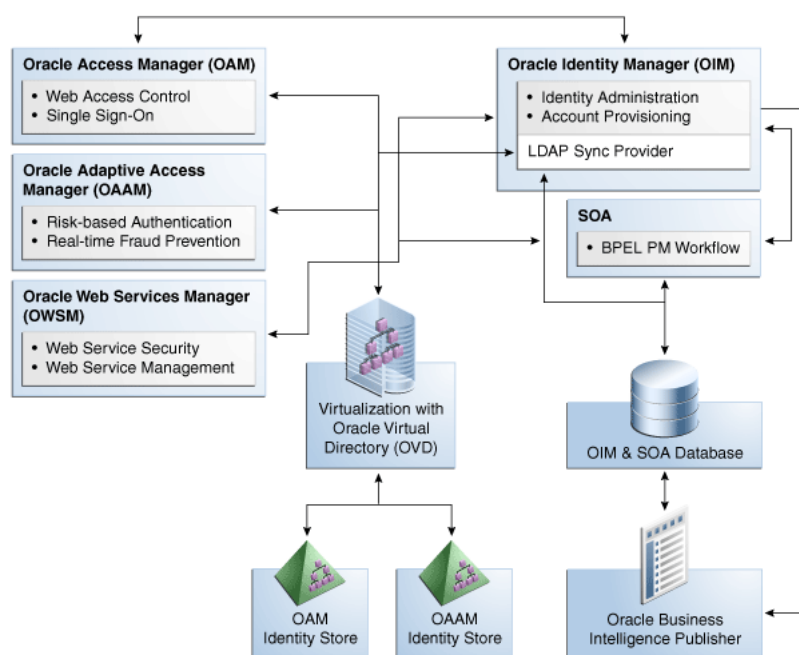 Oracle Access Manager (OAM)
• Web Access Control
• Single Sign-On
Oracle Adaptive Access
Manager (OAAM)
• Risk-based Authentication
• Real-time Fraud Prevention
Oracle Web Services Manager
(OWSM)
• Web Service Security
• Web Service Management
Oracle Identity Manager (OIM)
• Identity Administration
• Account Provisioning
LDAP Sync Provider
SOA
• BPEL PM Workflow
Virtualization with
Oracle Virtual
Directory (OVD)
OIM & SOA Database
OAM
Identity Store
OAAM
Identity Store
Oracle Business
Intelligence Publisher